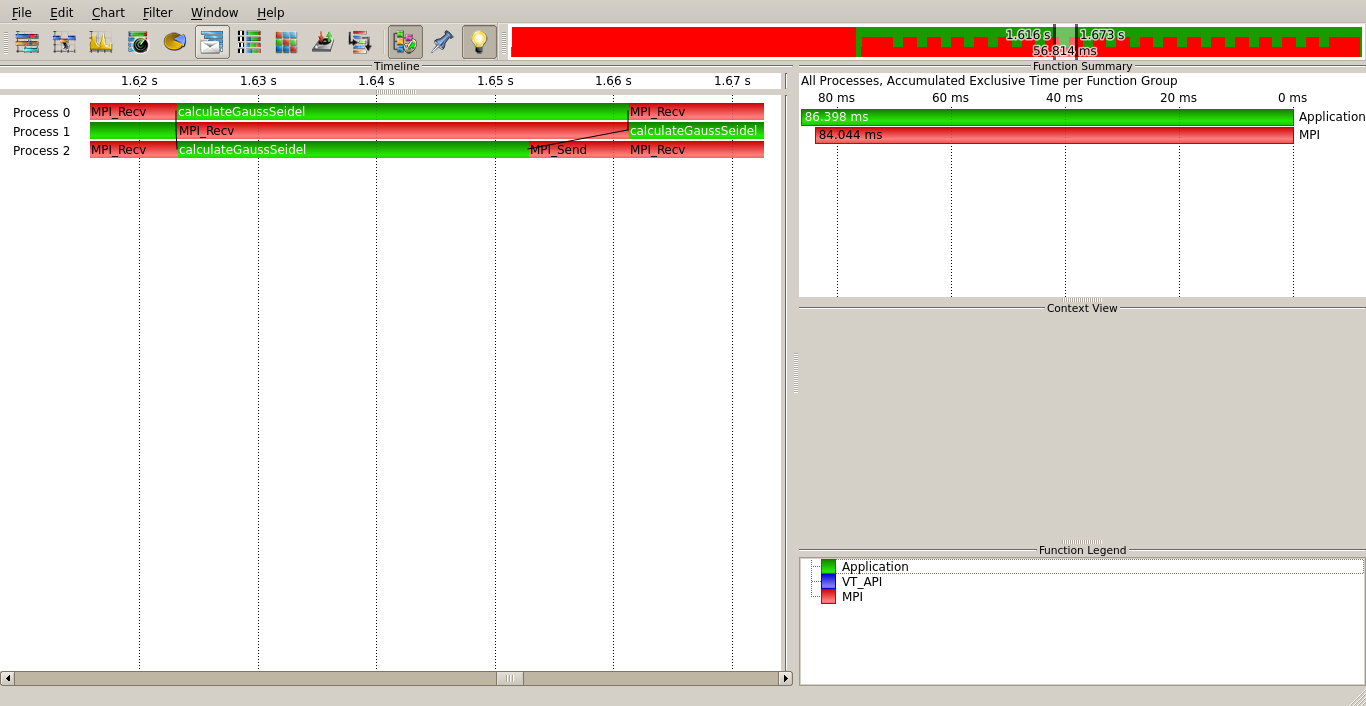 File Edit Chart Filter Window Help
1.616 s 1.673 s
56.814 ms
Timeline
1.62 s 1.63 s 1.64 s 1.65 s 1.66 s 1.67 s
Process 0 MPI_Recv calculateGaussSeidel MPI_Recv
Process 1 MPI_Recv calculateGaussSeidel
Process 2 MPI_Recv calculateGaussSeidel MPI_Send MPI_Recv
Function Summary
All Processes, Accumulated Exclusive Time per Function Group
80 ms 60 ms 40 ms 20 ms 0 ms
86.398 ms Application
84.044 ms MPI
Context View
Function Legend
Application
VT_API
MPI